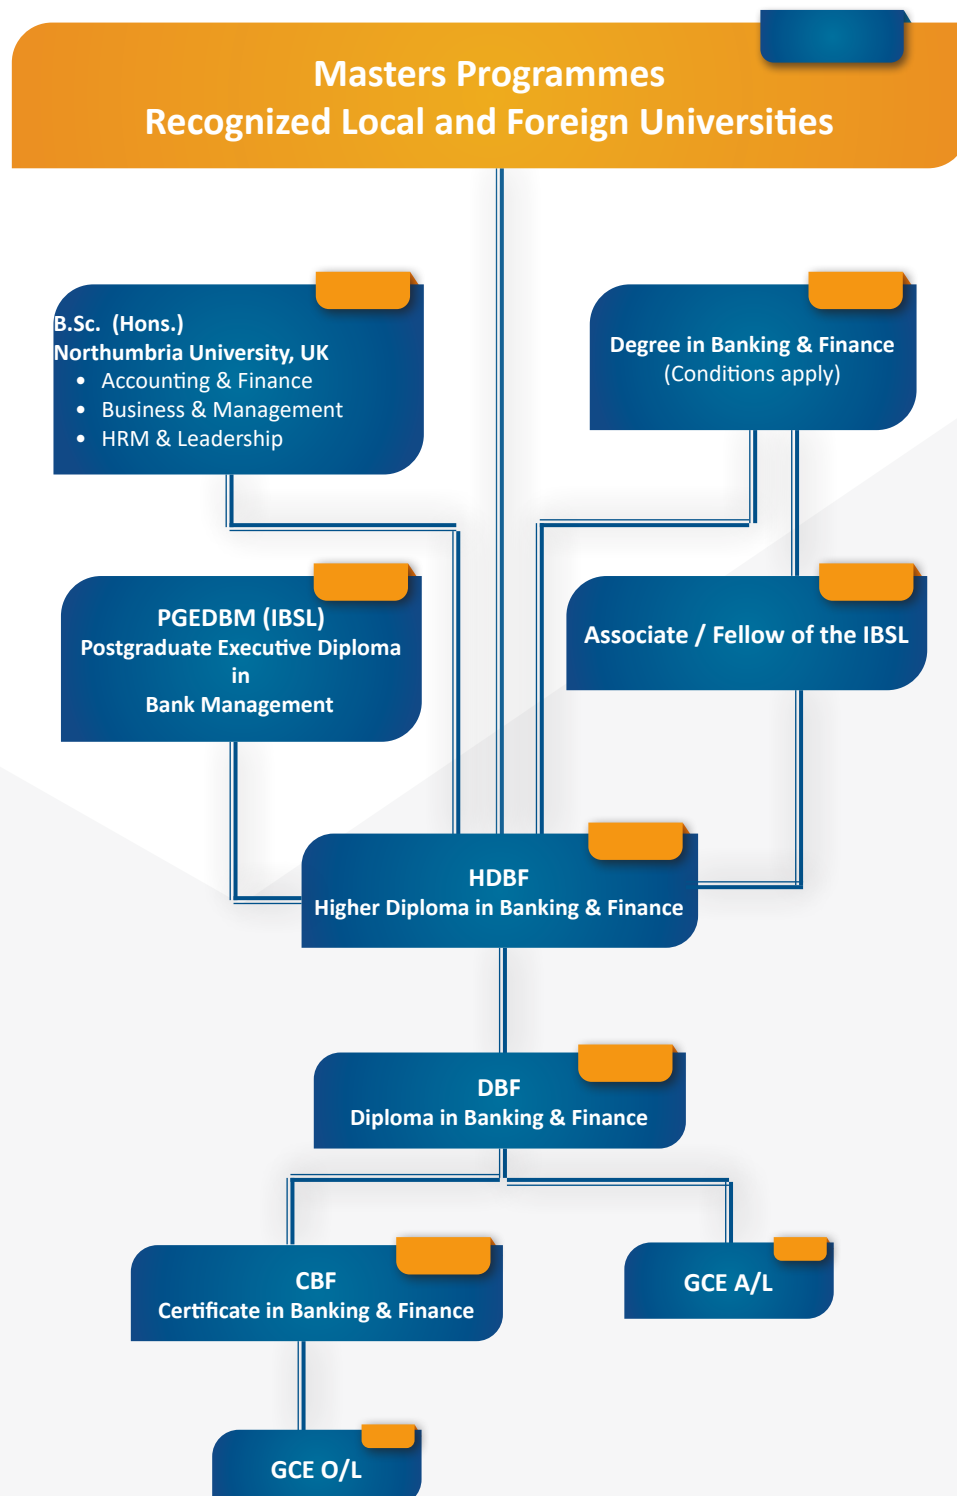 Masters Programmes
Recognized Local and Foreign Universities
B.Sc. (Hons.)
Northumbria University, UK
• Accounting & Finance
• Business & Management
• HRM & Leadership
Degree in Banking & Finance
(Conditions apply)
PGEDBM (IBSL)
Postgraduate Executive Diploma
in
Bank Management
Associate / Fellow of the IBSL
HDBF
Higher Diploma in Banking & Finance
DBF
Diploma in Banking & Finance
CBF
Certificate in Banking & Finance
GCE A/L
GCE O/L